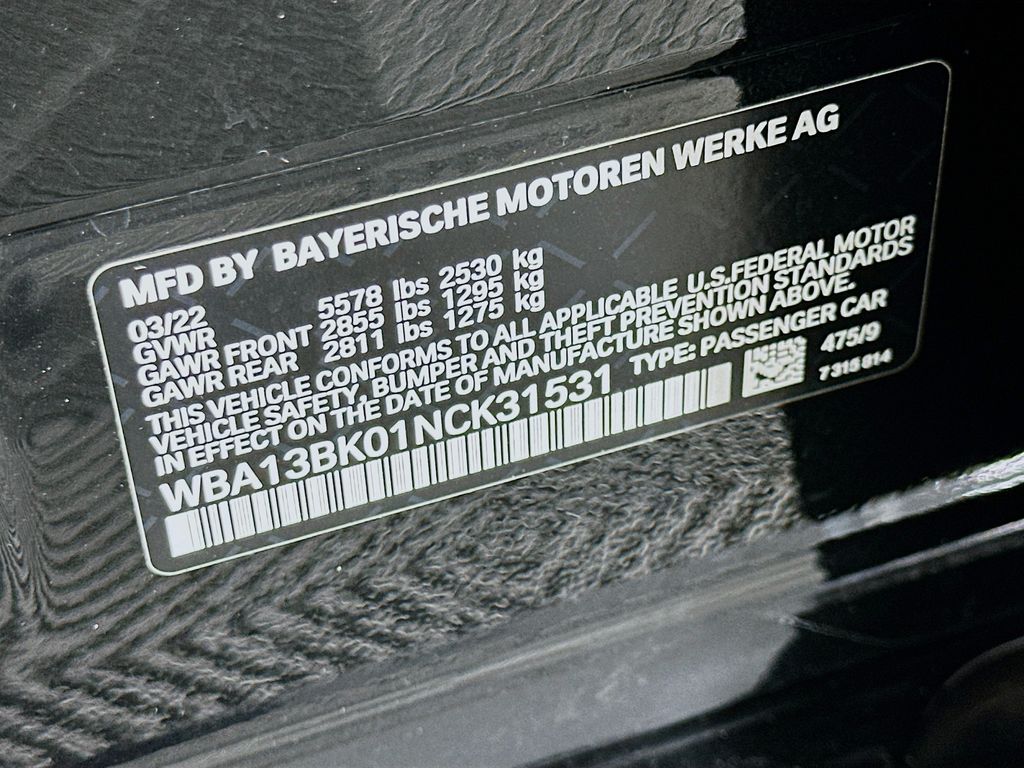 MFD BY BAYERISCHE MOTOREN WERKE AG
03/22
GVWR 5578 lbs 2530 kg
GAWR FRONT 2855 lbs 1295 kg
GAWR REAR 2811 lbs 1275 kg
THIS VEHICLE CONFORMS TO ALL APPLICABLE U.S.FEDERAL MOTOR
VEHICLE SAFETY, BUMPER AND THEFT PREVENTION STANDARDS
IN EFFECT ON THE DATE OF MANUFACTURE SHOWN ABOVE.
WBA13BK01NCK31531 TYPE: PASSENGER CAR
475/9
7 315 814